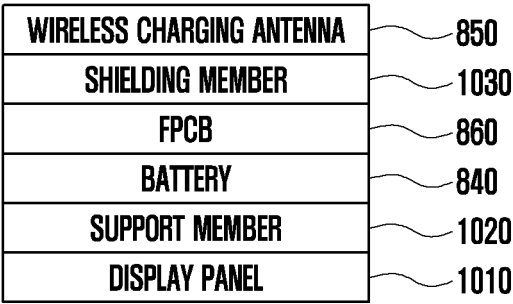 WIRELESS CHARGING ANTENNA 850
SHIELDING MEMBER 1030
FPCB 860
BATTERY 840
SUPPORT MEMBER 1020
DISPLAY PANEL 1010